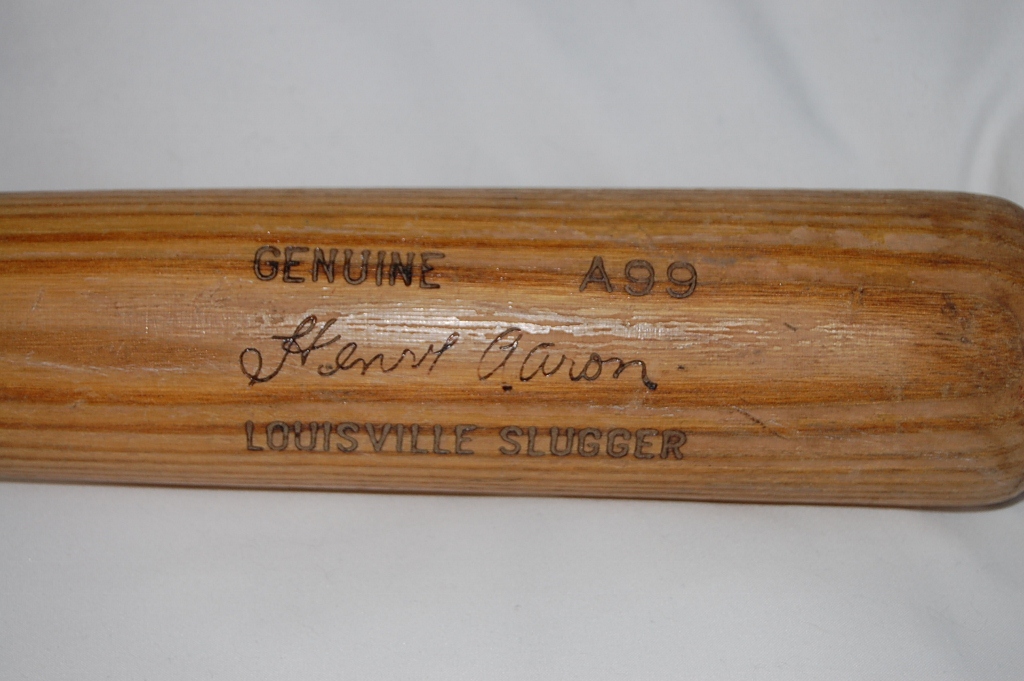 GENUINE A99
Henry Aaron
LOUISVILLE SLUGGER